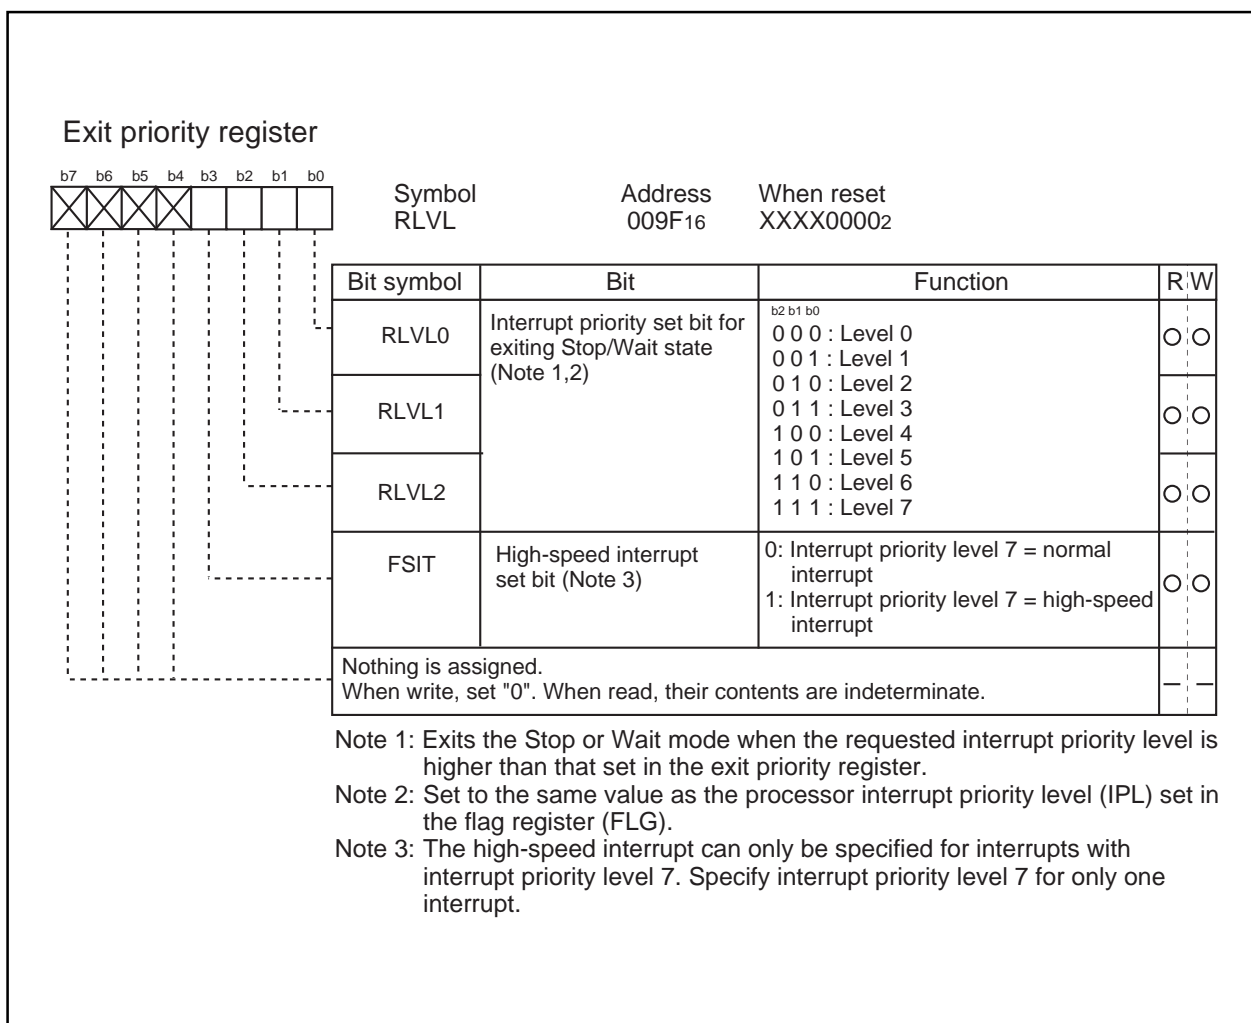 Exit priority register
b7 b6 b5 b4 b3 b2 b1 b0
Symbol Address When reset
RLVL 009F16 XXXX00002
Bit symbol Bit Function R W
RLVL0
Interrupt priority set bit for
exiting Stop/Wait state
(Note 1,2)
b2 b1 b0
0 0 0 : Level 0
0 0 1 : Level 1
0 1 0 : Level 2
0 1 1 : Level 3
1 0 0 : Level 4
1 0 1 : Level 5
1 1 0 : Level 6
1 1 1 : Level 7
RLVL1
RLVL2
FSIT
High-speed interrupt
set bit (Note 3)
0: Interrupt priority level 7 = normal
interrupt
1: Interrupt priority level 7 = high-speed
interrupt
Nothing is assigned.
When write, set "0". When read, their contents are indeterminate.
Note 1: Exits the Stop or Wait mode when the requested interrupt priority level is
higher than that set in the exit priority register.
Note 2: Set to the same value as the processor interrupt priority level (IPL) set in
the flag register (FLG).
Note 3: The high-speed interrupt can only be specified for interrupts with
interrupt priority level 7. Specify interrupt priority level 7 for only one
interrupt.